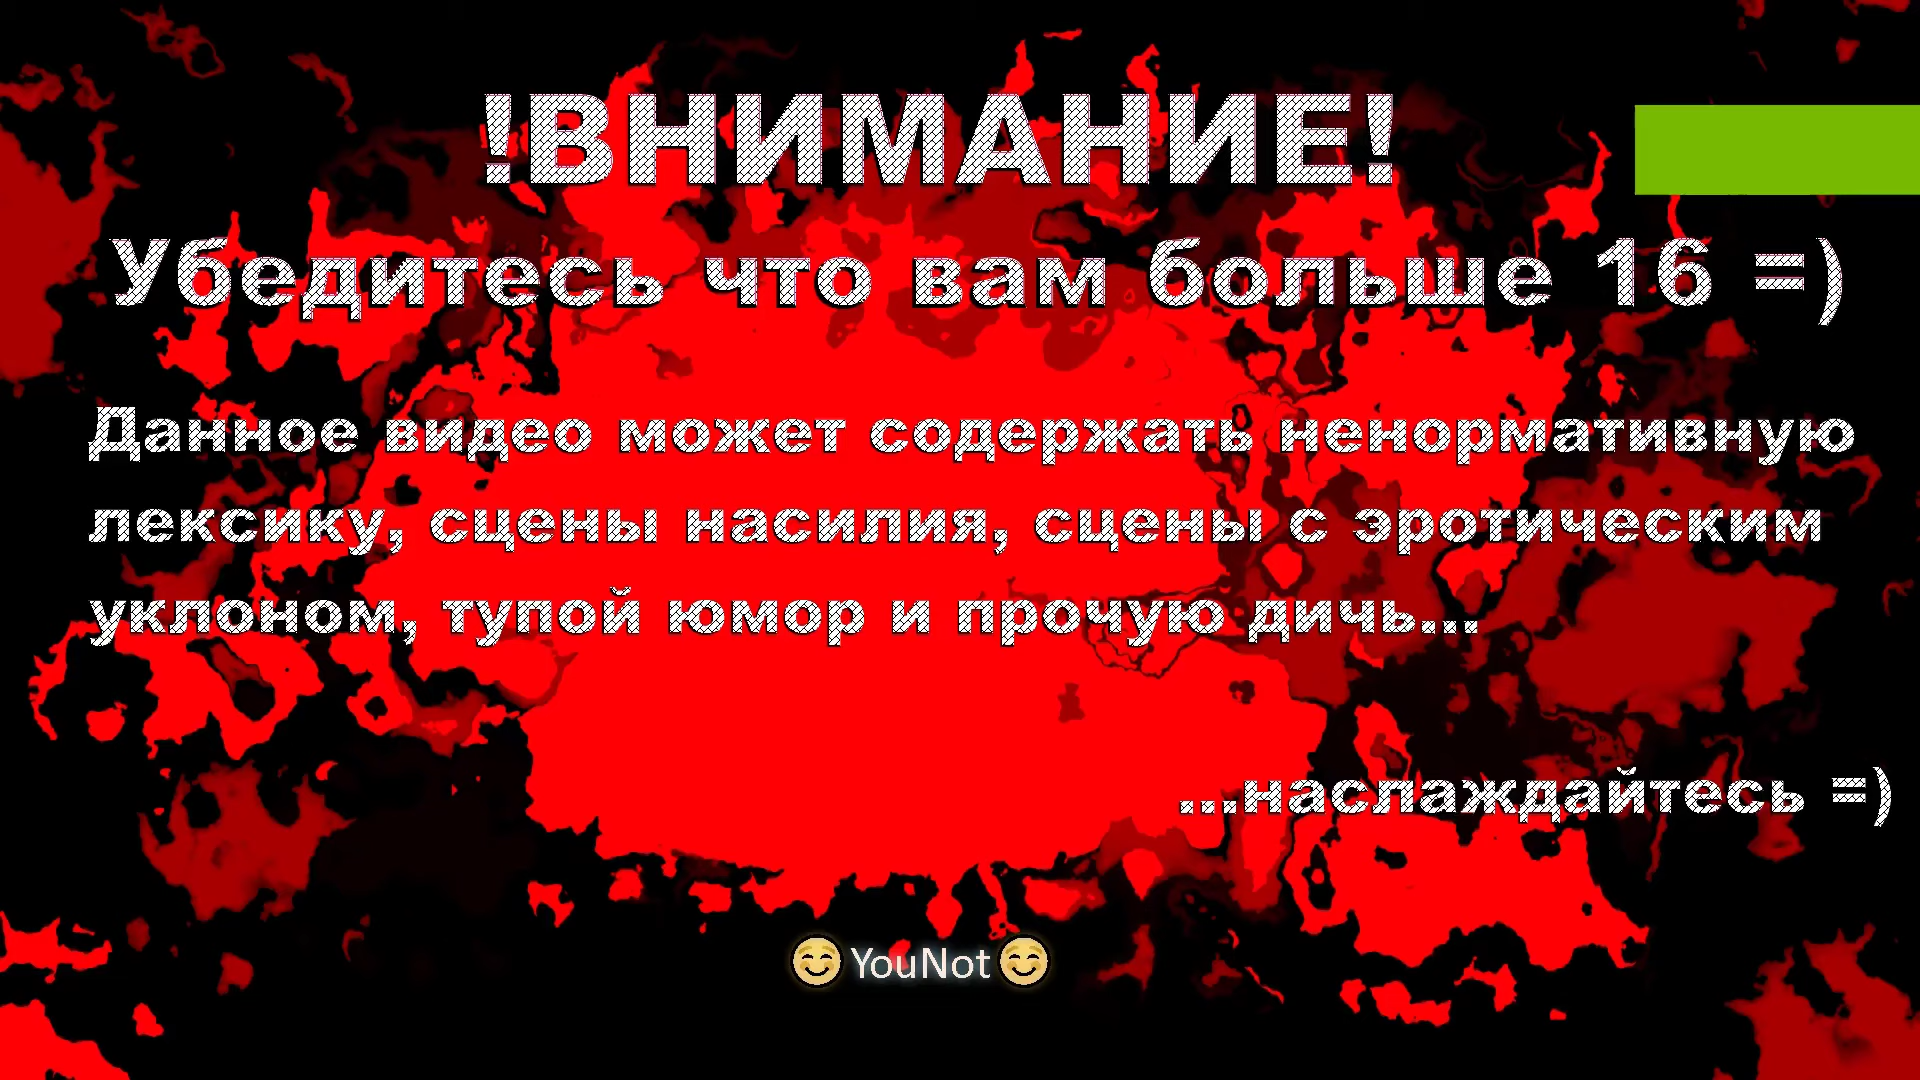 !ВНИМАНИЕ!
Убедитесь что вам больше 16 =)
Данное видео может содержать ненормативную
лексику, сцены насилия, сцены с эротическим
уклоном, тупой юмор и прочую дичь...
...наслаждайтесь =)
😊YouNot😊